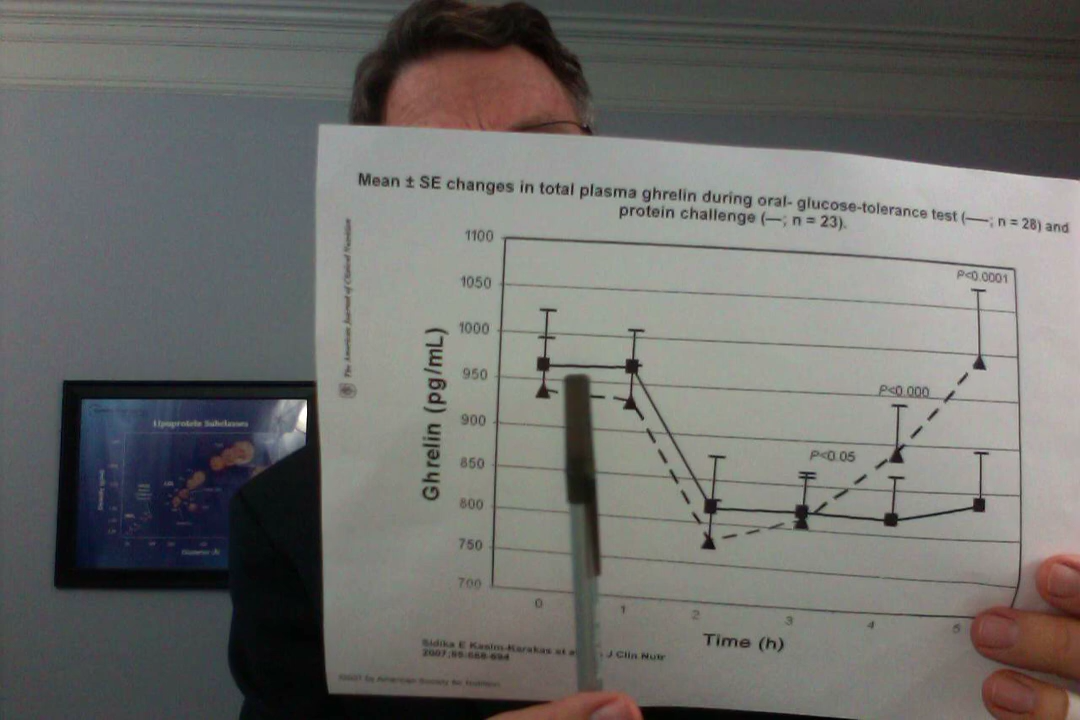 Mean ± SE changes in total plasma ghrelin during oral- glucose-tolerance test (—; n = 28) and
protein challenge (—; n = 23).
The American Journal of Clinical Nutrition
Ghrelin (pg/mL)
1100
1050
1000
950
900
850
800
750
700
P<0.0001
P<0.000
P<0.05
0
1
2
3
4
5
Time (h)
Sidika E Kasim-Karakas et J Clin Nutr
2007
©2007 by American Society for Nutrition
Lipoprotein Subclasses